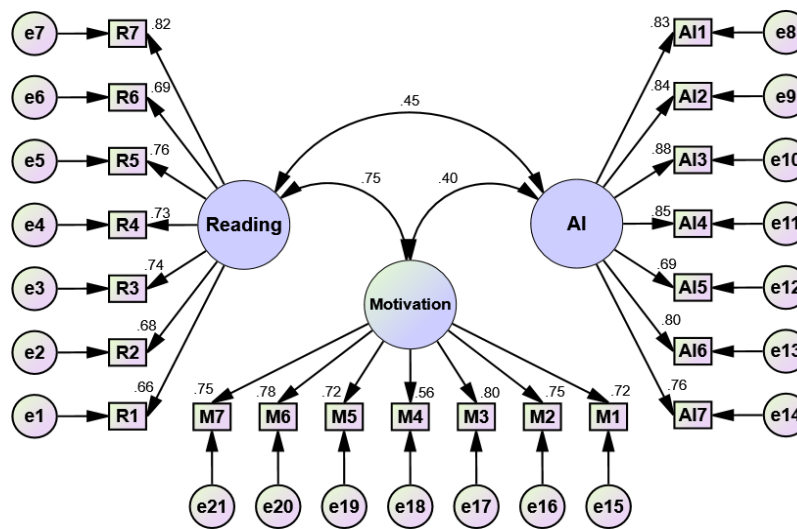 e7 R7 .82 .83 AI1 e8
e6 R6 .69 .84 AI2 e9
.45
e5 R5 .76 .88 AI3 e10
.75 .40
e4 R4 .73 Reading AI .85 AI4 e11
e3 R3 .74 .69 AI5 e12
Motivation
e2 R2 .68 .80 AI6 e13
e1 R1 .66 .76 AI7 e14
.75 .78 .72 .56 .80 .75 .72
M7 M6 M5 M4 M3 M2 M1
e21 e20 e19 e18 e17 e16 e15